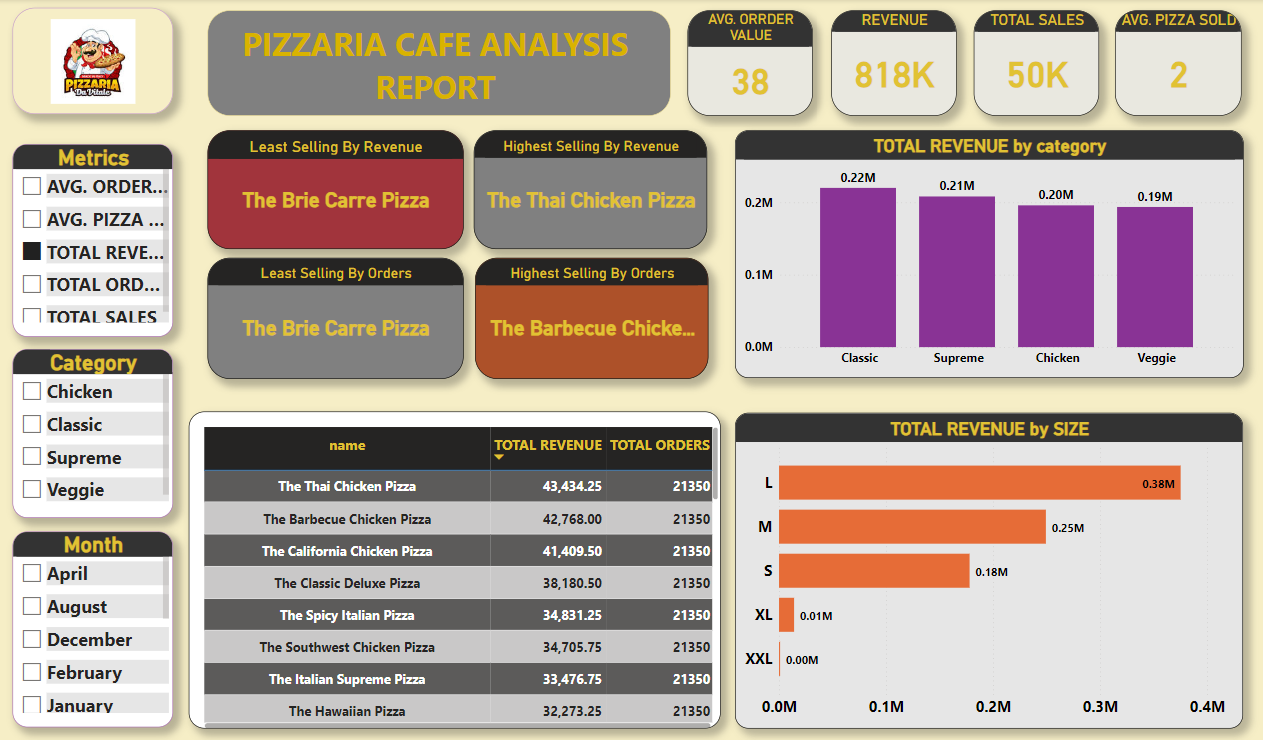 PIZZARIA
Da Vitale
PIZZARIA CAFE ANALYSIS
REPORT
AVG. ORRDER
VALUE
38
REVENUE
818K
TOTAL SALES
50K
AVG. PIZZA SOLD
2
Metrics
AVG. ORDER...
AVG. PIZZA ...
TOTAL REVE...
TOTAL ORD...
TOTAL SALES
Category
Chicken
Classic
Supreme
Veggie
Month
April
August
December
February
January
Least Selling By Revenue
The Brie Carre Pizza
Highest Selling By Revenue
The Thai Chicken Pizza
Least Selling By Orders
The Brie Carre Pizza
Highest Selling By Orders
The Barbecue Chicke...
TOTAL REVENUE by category
0.2M
0.1M
0.0M
0.22M
0.21M
0.20M
0.19M
Classic
Supreme
Chicken
Veggie
name TOTAL REVENUE TOTAL ORDERS
The Thai Chicken Pizza 43,434.25 21350
The Barbecue Chicken Pizza 42,768.00 21350
The California Chicken Pizza 41,409.50 21350
The Classic Deluxe Pizza 38,180.50 21350
The Spicy Italian Pizza 34,831.25 21350
The Southwest Chicken Pizza 34,705.75 21350
The Italian Supreme Pizza 33,476.75 21350
The Hawaiian Pizza 32,273.25 21350
TOTAL REVENUE by SIZE
L 0.38M
M 0.25M
S 0.18M
XL 0.01M
XXL 0.00M
0.0M 0.1M 0.2M 0.3M 0.4M